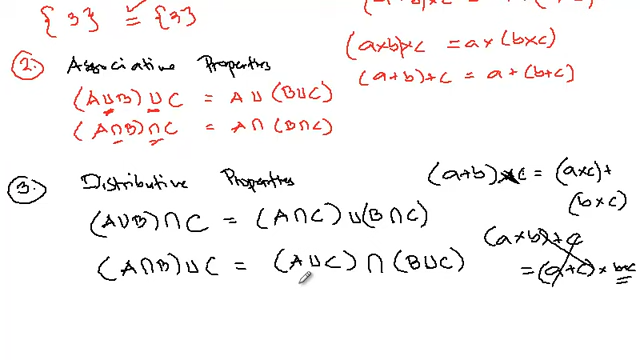 {3} ≅ {3}
(a×b)×c = a×(b×c)
(a+b)+c = a+(b+c)
2. Associative Properties
(A∪B) ∪ C = A∪(B∪C)
(A∩B) ∩ C = A∩(B∩C)
3. Distributive Properties
(A∪B)∩C = (A∩C)∪(B∩C)
(A∩B)∪C = (A∪C)∩(B∪C)
(a+b)×c = (a×c)+
(b×c)
(a×b)+c
=(a+c)×b+c